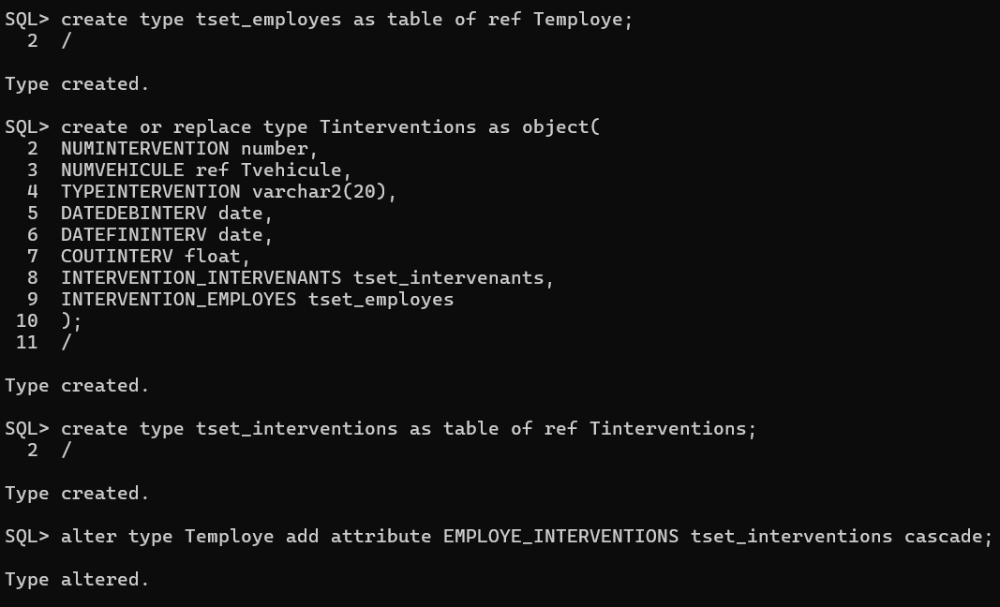 SQL> create type tset_employes as table of ref Temploye;
  2  /
Type created.
SQL> create or replace type Tinterventions as object(
  2  NUMINTERVENTION number,
  3  NUMVEHICULE ref Tvehicule,
  4  TYPEINTERVENTION varchar2(20),
  5  DATEDEBINTERV date,
  6  DATEFININTERV date,
  7  COUTINTERV float,
  8  INTERVENTION_INTERVENANTS tset_intervenants,
  9  INTERVENTION_EMPLOYES tset_employes
 10  );
 11  /
Type created.
SQL> create type tset_interventions as table of ref Tinterventions;
  2  /
Type created.
SQL> alter type Temploye add attribute EMPLOYE_INTERVENTIONS tset_interventions cascade;
Type altered.